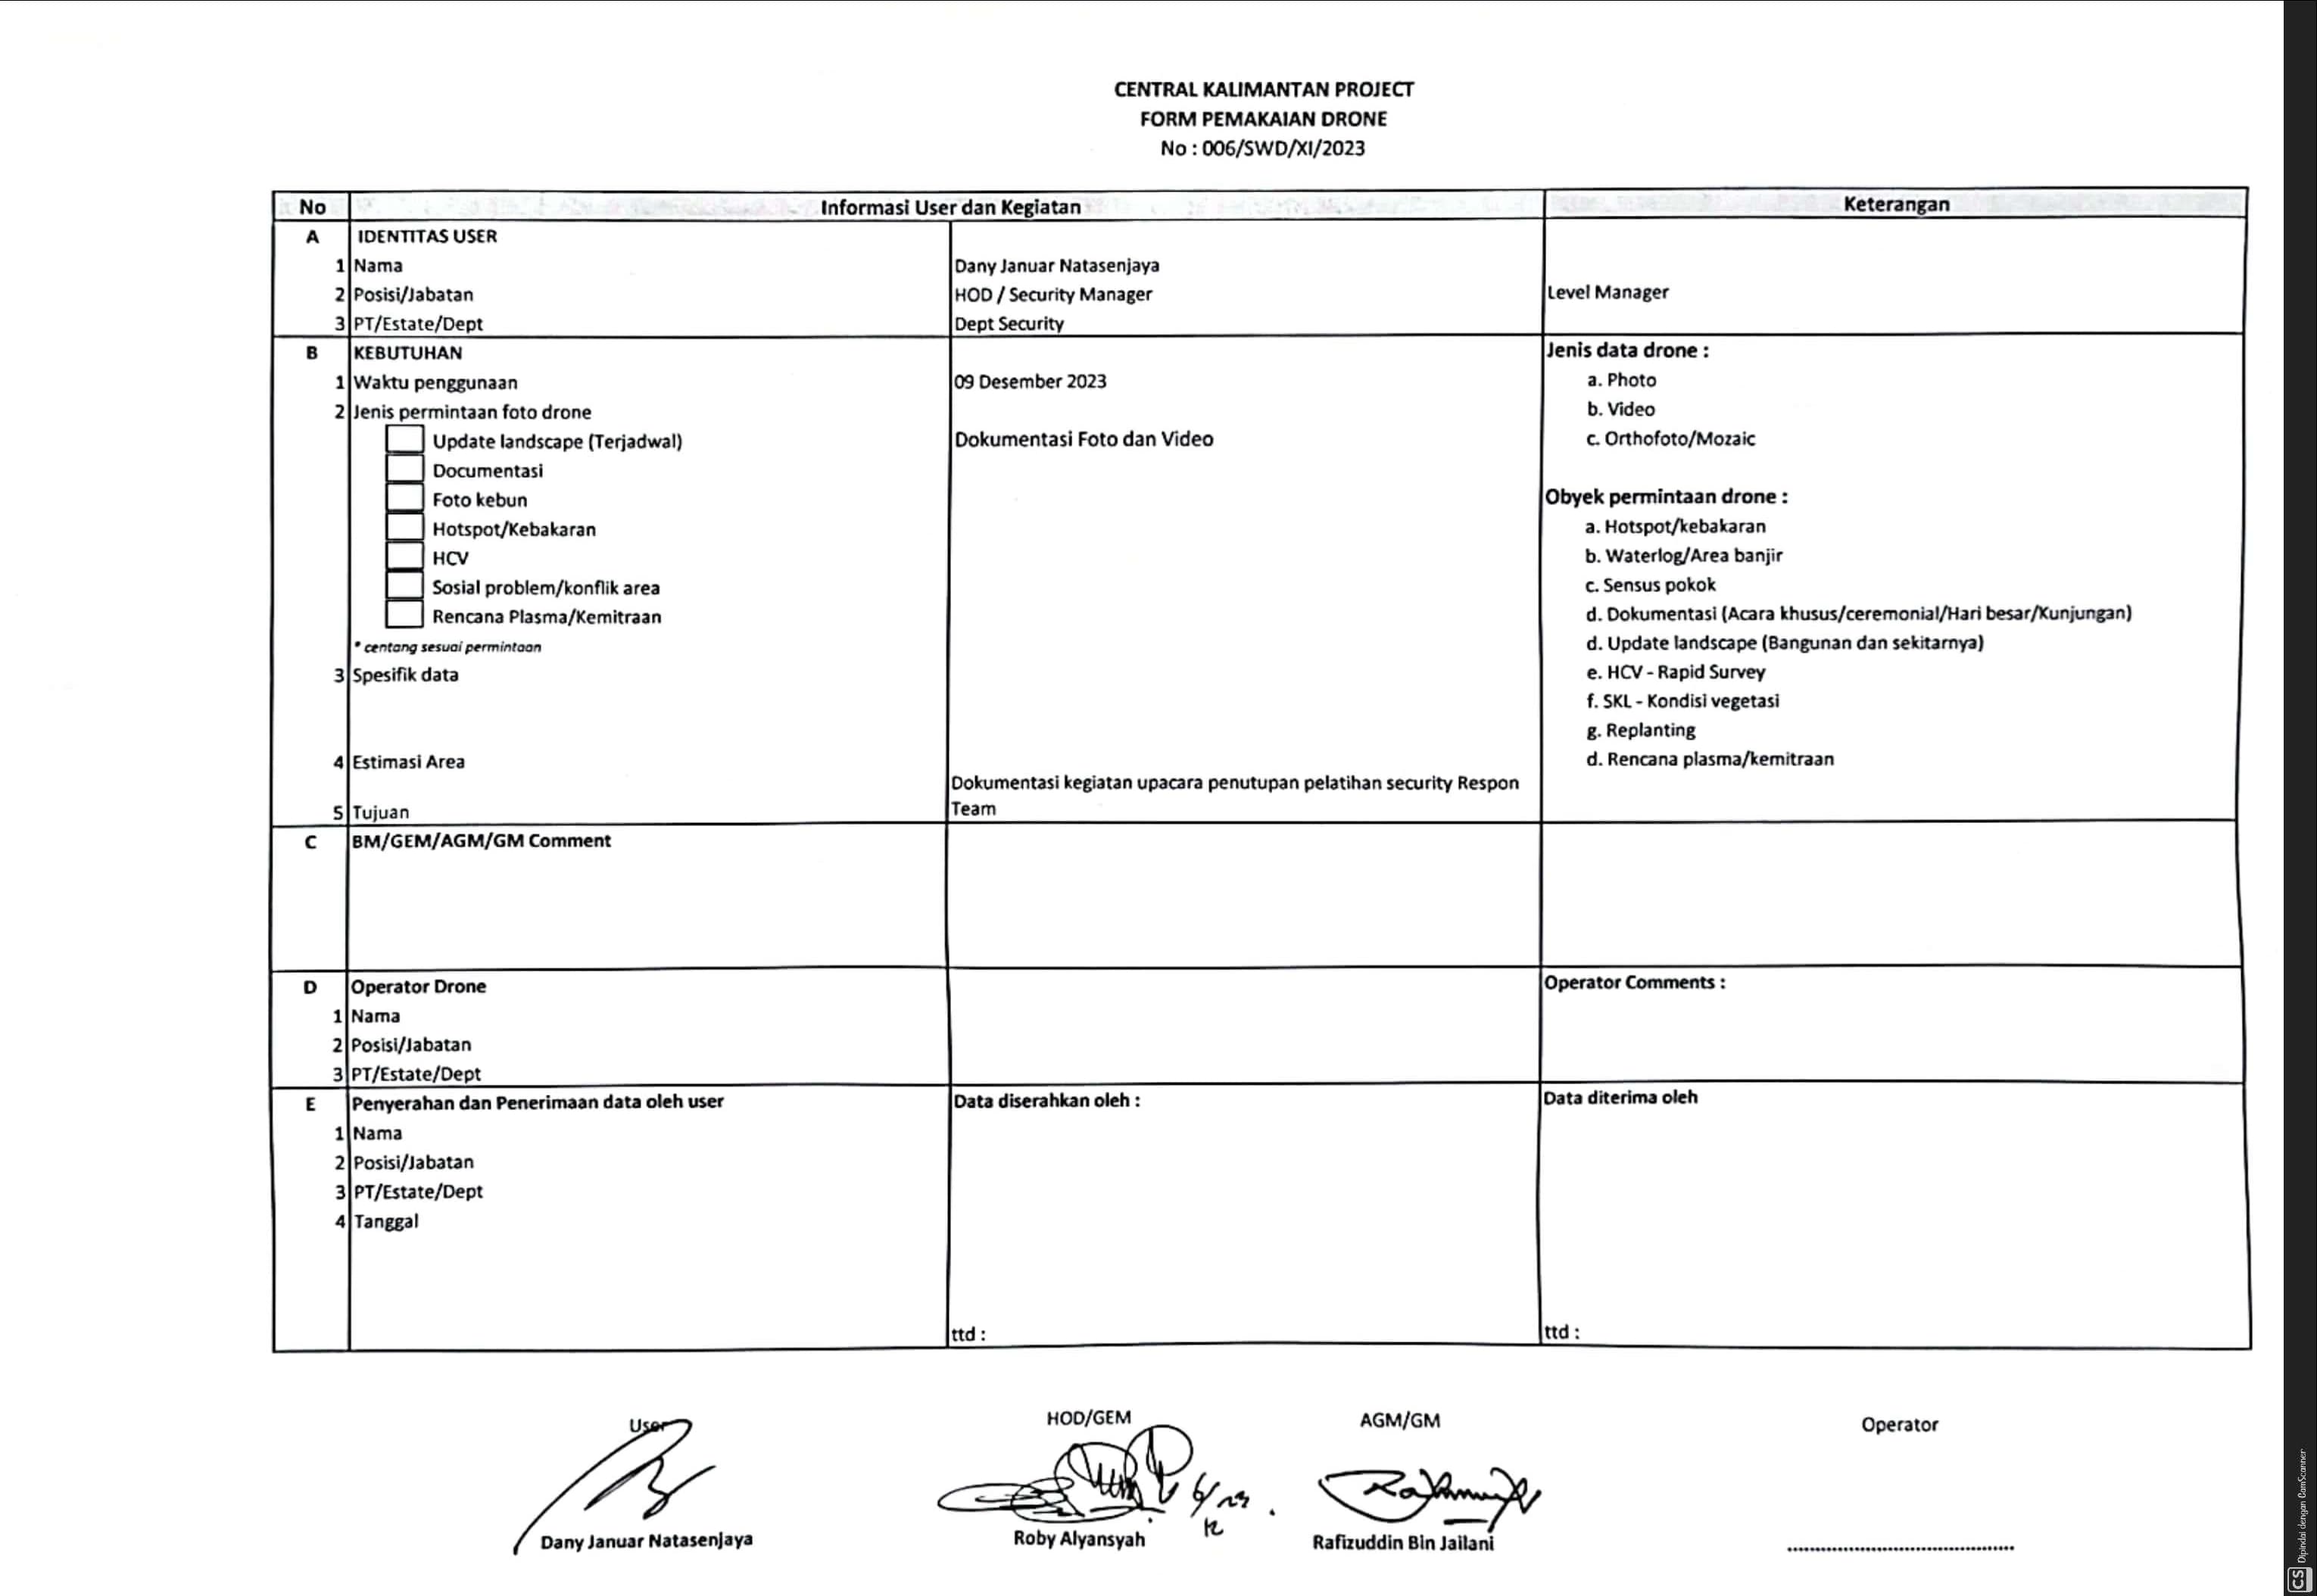 CENTRAL KALIMANTAN PROJECT
FORM PEMAKAIAN DRONE
No : 006/SWD/XI/2023
No Informasi User dan Kegiatan Keterangan
A IDENTITAS USER
1 Nama Dany Januar Natasenjaya
2 Posisi/Jabatan HOD / Security Manager Level Manager
3 PT/Estate/Dept Dept Security
B KEBUTUHAN Jenis data drone :
1 Waktu penggunaan 09 Desember 2023 a. Photo
2 Jenis permintaan foto drone b. Video
Update landscape (Terjadwal) Dokumentasi Foto dan Video c. Orthofoto/Mozaic
Documentasi
Foto kebun Obyek permintaan drone :
Hotspot/Kebakaran a. Hotspot/kebakaran
HCV b. Waterlog/Area banjir
Sosial problem/konflik area c. Sensus pokok
Rencana Plasma/Kemitraan d. Dokumentasi (Acara khusus/ceremonial/Hari besar/Kunjungan)
* centang sesuai permintaan d. Update landscape (Bangunan dan sekitarnya)
3 Spesifik data e. HCV - Rapid Survey
f. SKL - Kondisi vegetasi
g. Replanting
4 Estimasi Area d. Rencana plasma/kemitraan
Dokumentasi kegiatan upacara penutupan pelatihan security Respon
5 Tujuan Team
C BM/GEM/AGM/GM Comment
D Operator Drone Operator Comments :
1 Nama
2 Posisi/Jabatan
3 PT/Estate/Dept
E Penyerahan dan Penerimaan data oleh user Data diserahkan oleh : Data diterima oleh
1 Nama
2 Posisi/Jabatan
3 PT/Estate/Dept
4 Tanggal
ttd : ttd :
User HOD/GEM AGM/GM Operator
6/12 23
Dany Januar Natasenjaya Roby Alyansyah Rafizuddin Bin Jailani ........................................
CS Dipindai dengan CamScanner